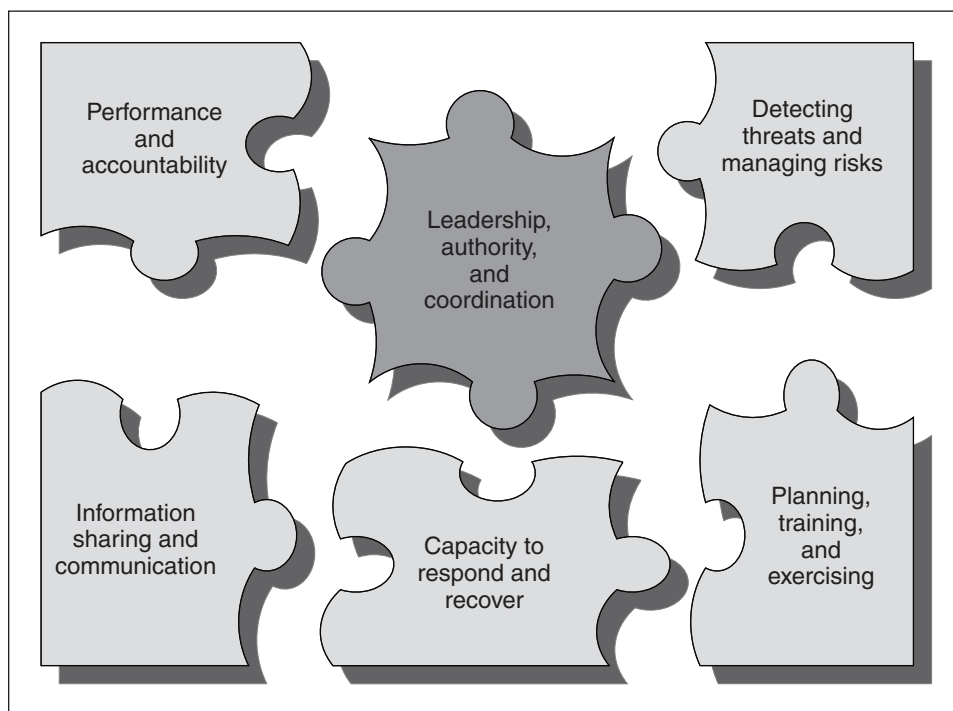 Performance
and
accountability
Leadership,
authority,
and
coordination
Detecting
threats and
managing risks
Information
sharing and
communication
Capacity to
respond and
recover
Planning,
training,
and
exercising